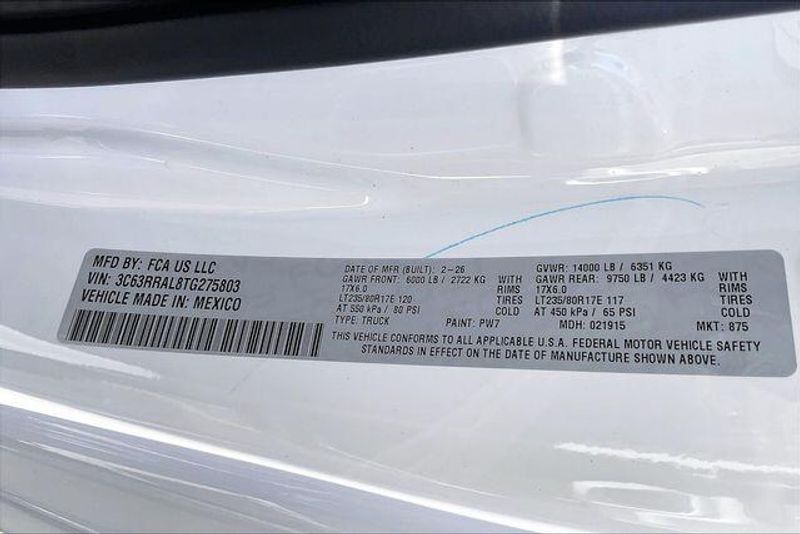 MFD BY: FCA US LLC
VIN: 3C63RRAL8TG275803
VEHICLE MADE IN: MEXICO
DATE OF MFR (BUILT): 2-26
GAWR FRONT: 6000 LB / 2722 KG WITH
17X6.0 RIMS
LT235/80R17E 120 TIRES
AT 550 kPa / 80 PSI COLD
TYPE: TRUCK PAINT: PW7
GVWR: 14000 LB / 6351 KG
GAWR REAR: 9750 LB / 4423 KG WITH
17X6.0 RIMS
LT235/80R17E 117 TIRES
AT 450 kPa / 65 PSI COLD
MDH: 021915 MKT: 875
THIS VEHICLE CONFORMS TO ALL APPLICABLE U.S.A. FEDERAL MOTOR VEHICLE SAFETY
STANDARDS IN EFFECT ON THE DATE OF MANUFACTURE SHOWN ABOVE.